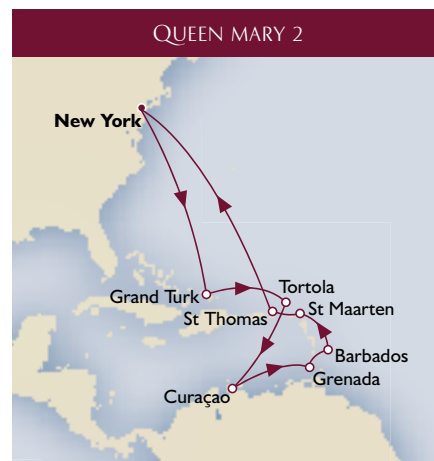 QUEEN MARY 2
New York
Grand Turk
Tortola
St Thomas
St Maarten
Barbados
Grenada
Curaçao